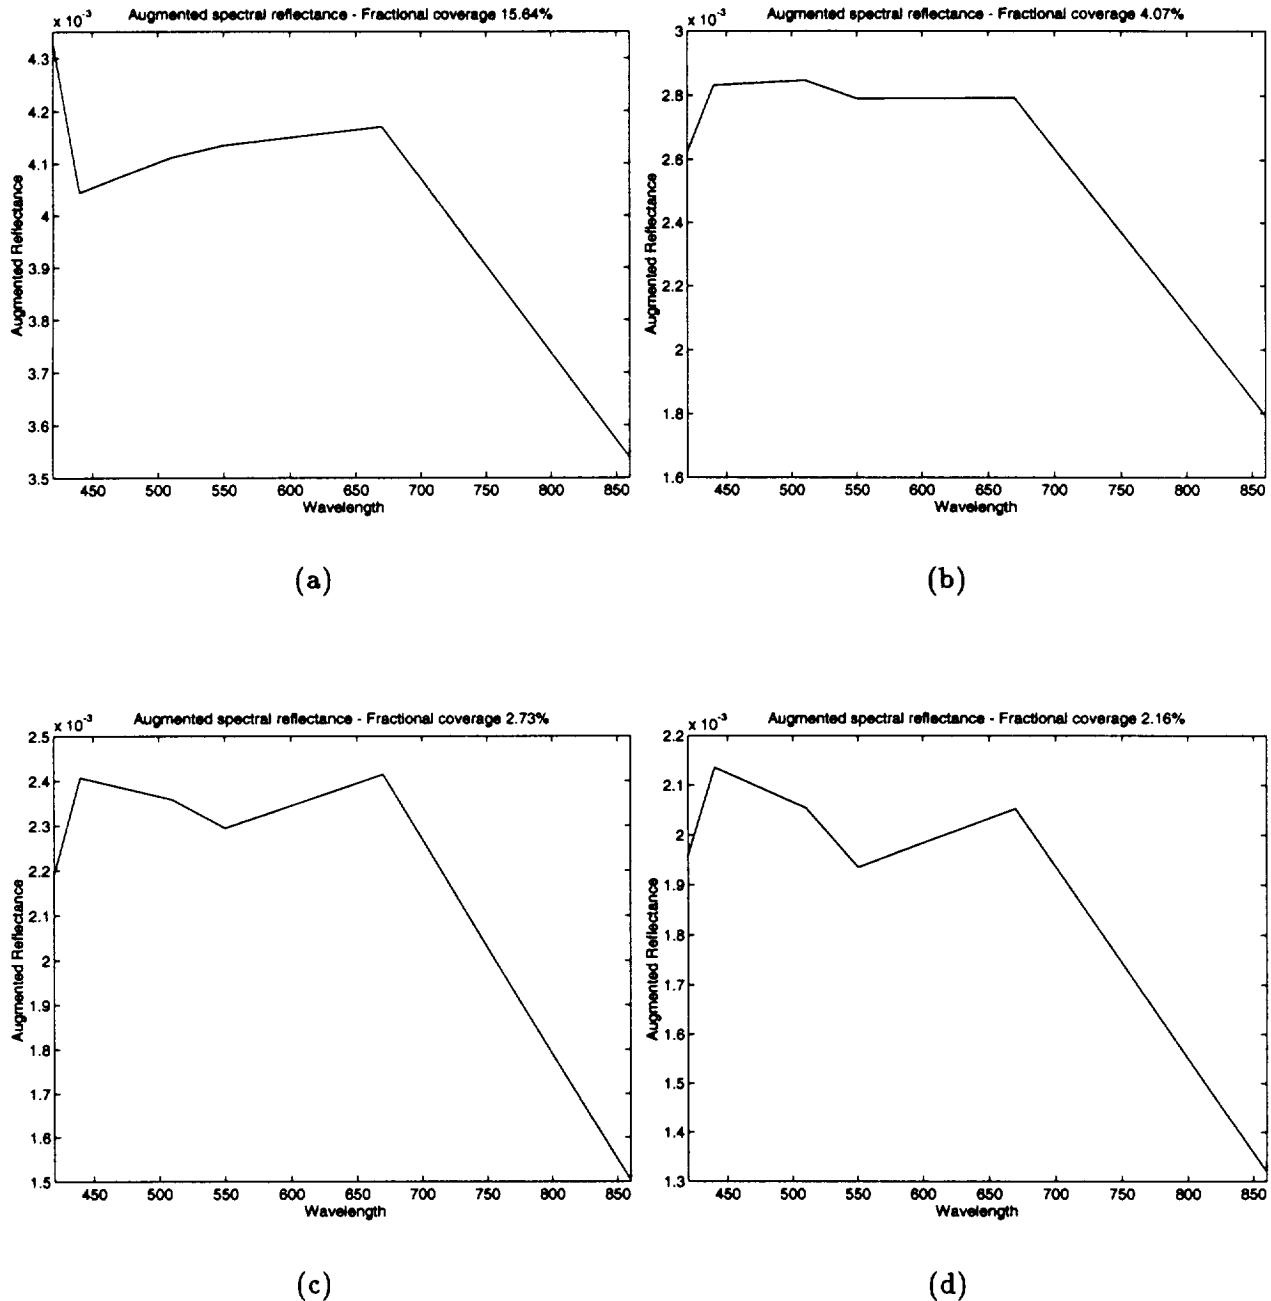 x 10⁻³ Augmented spectral reflectance - Fractional coverage 15.64%
4.3
4.2
4.1
4
3.9
3.8
3.7
3.6
3.5
Augmented Reflectance
450 500 550 600 650 700 750 800 850
Wavelength
(a)
x 10⁻³ Augmented spectral reflectance - Fractional coverage 4.07%
3
2.8
2.6
2.4
2.2
2
1.8
1.6
Augmented Reflectance
450 500 550 600 650 700 750 800 850
Wavelength
(b)
x 10⁻³ Augmented spectral reflectance - Fractional coverage 2.73%
2.5
2.4
2.3
2.2
2.1
2
1.9
1.8
1.7
1.6
1.5
Augmented Reflectance
450 500 550 600 650 700 750 800 850
Wavelength
(c)
x 10⁻³ Augmented spectral reflectance - Fractional coverage 2.16%
2.2
2.1
2
1.9
1.8
1.7
1.6
1.5
1.4
1.3
Augmented Reflectance
450 500 550 600 650 700 750 800 850
Wavelength
(d)